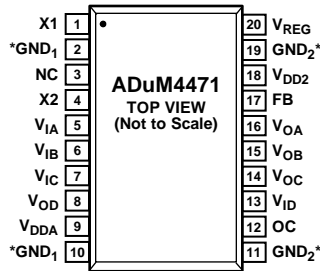 X1 1
*GND1 2
NC 3
X2 4
VIA 5
VIB 6
VIC 7
VOD 8
VDDA 9
*GND1 10
ADuM4471
TOP VIEW
(Not to Scale)
20 VREG
19 GND2*
18 VDD2
17 FB
16 VOA
15 VOB
14 VOC
13 VID
12 OC
11 GND2*